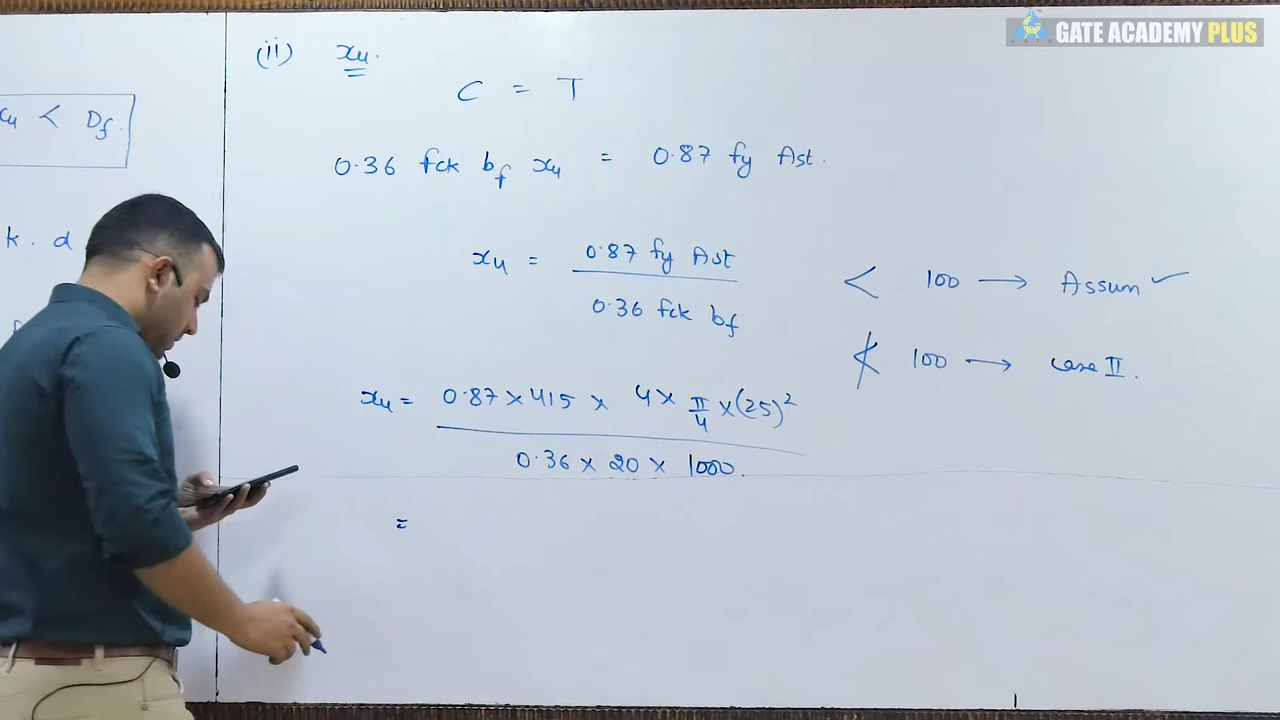 GATE ACADEMY PLUS
(ii) xu.
C = T
xu < Df.
0.36 fck bf xu = 0.87 fy Ast.
k. d
xu = 0.87 fy Ast
0.36 fck bf
< 100 → Assum ✓
≮ 100 → case II.
xu = 0.87 × 415 × 4 × π/4 × (25)²
0.36 × 20 × 1000.
=